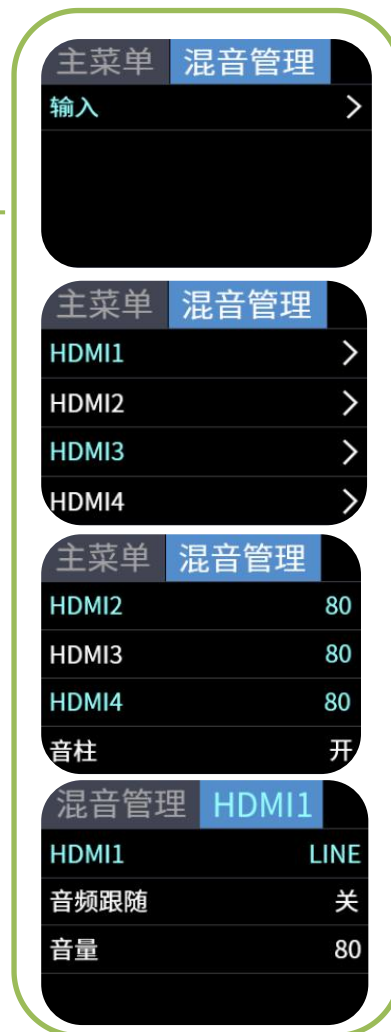 主菜单 混音管理
输入 >
主菜单 混音管理
HDMI1 >
HDMI2 >
HDMI3 >
HDMI4 >
主菜单 混音管理
HDMI2 80
HDMI3 80
HDMI4 80
音柱 开
混音管理 HDMI1
HDMI1 LINE
音频跟随 关
音量 80